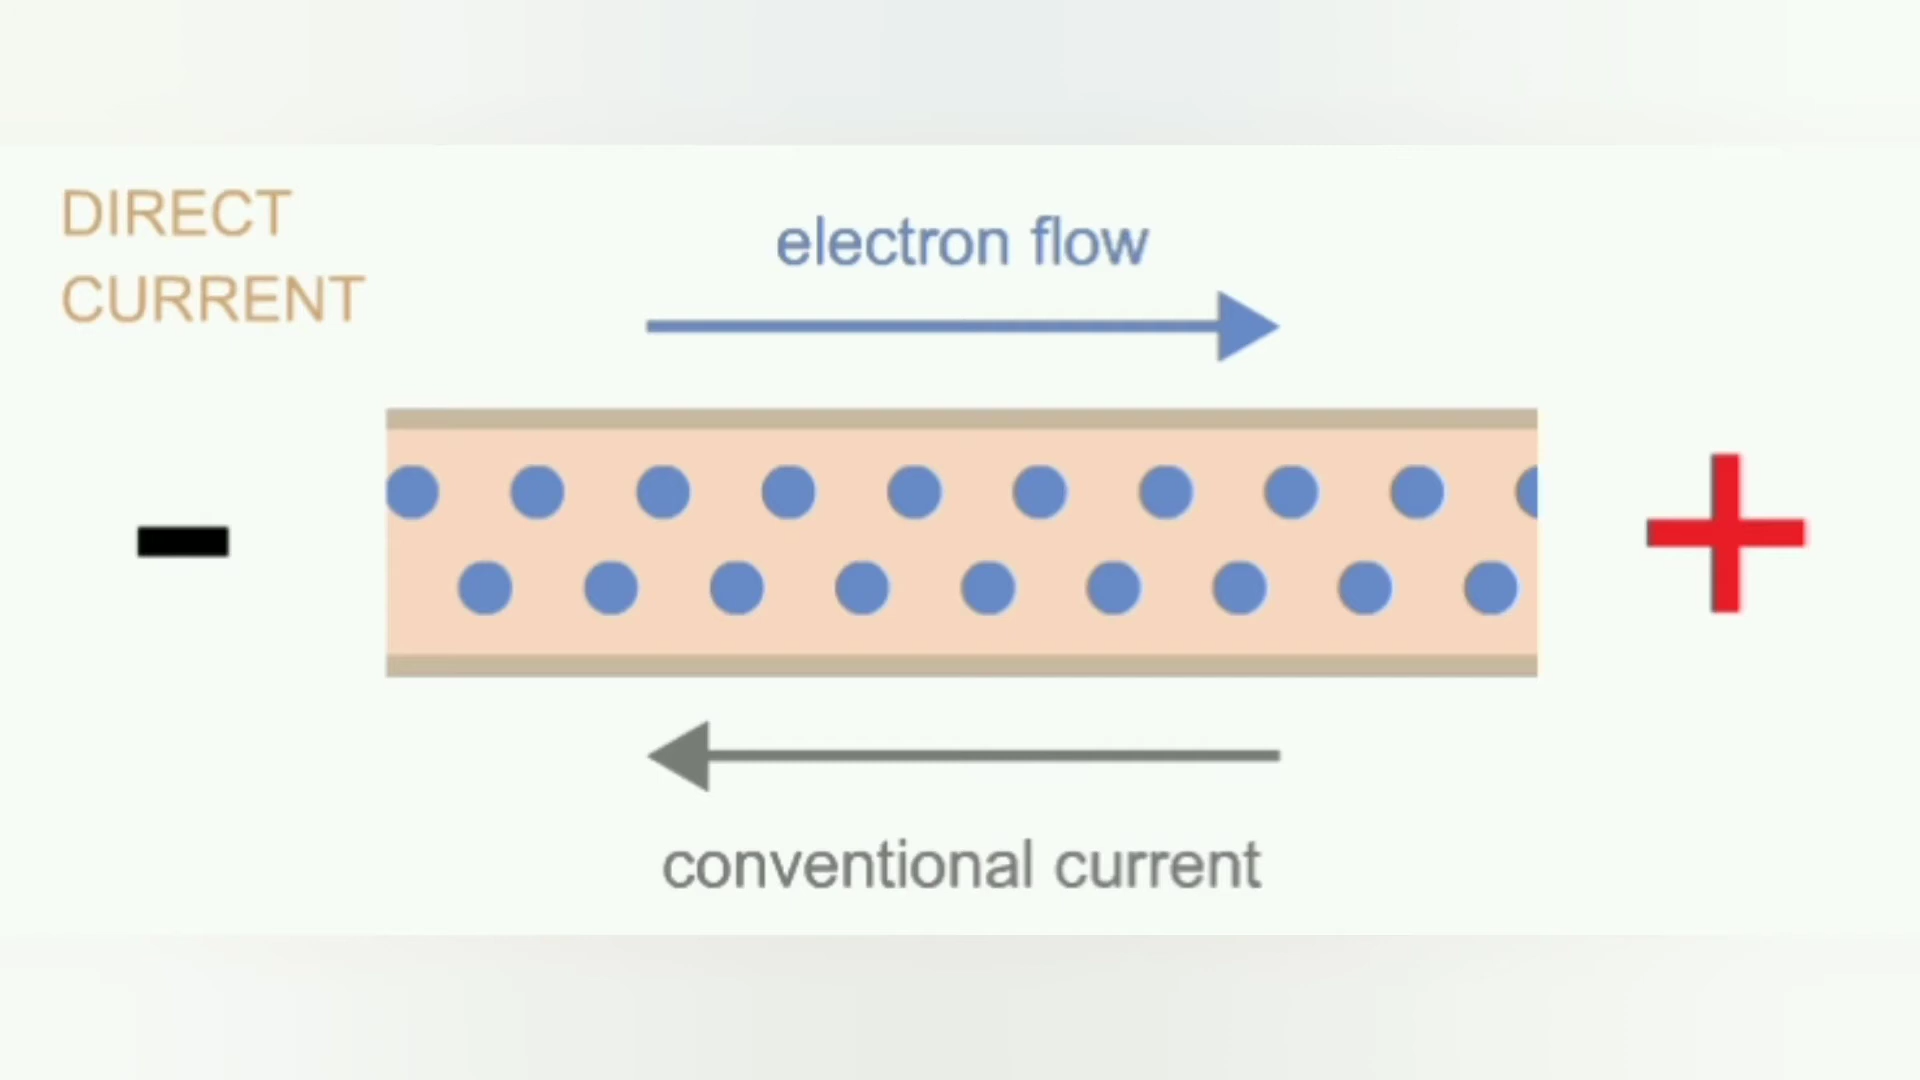 DIRECT
CURRENT
electron flow
-
+
conventional current